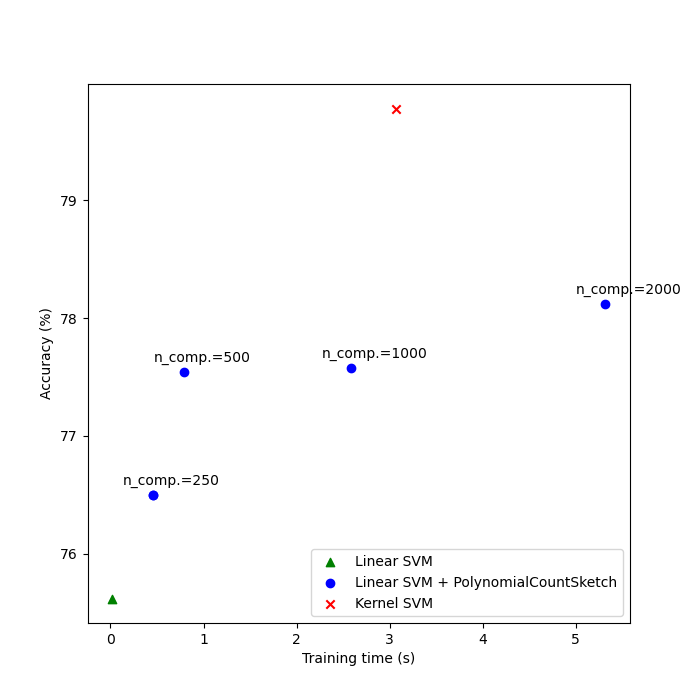 79
78
77
76
Accuracy (%)
n_comp.=2000
n_comp.=1000
n_comp.=500
n_comp.=250
Linear SVM
Linear SVM + PolynomialCountSketch
Kernel SVM
0 1 2 3 4 5
Training time (s)